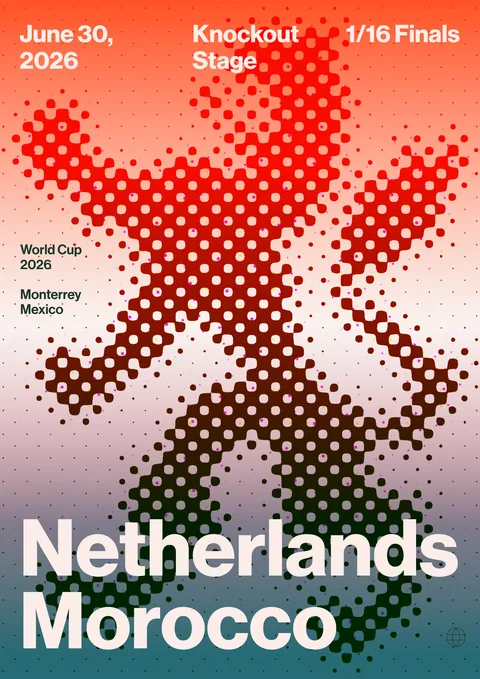 June 30,
2026
Knockout
Stage
1/16 Finals
World Cup
2026
Monterrey
Mexico
Netherlands
Morocco